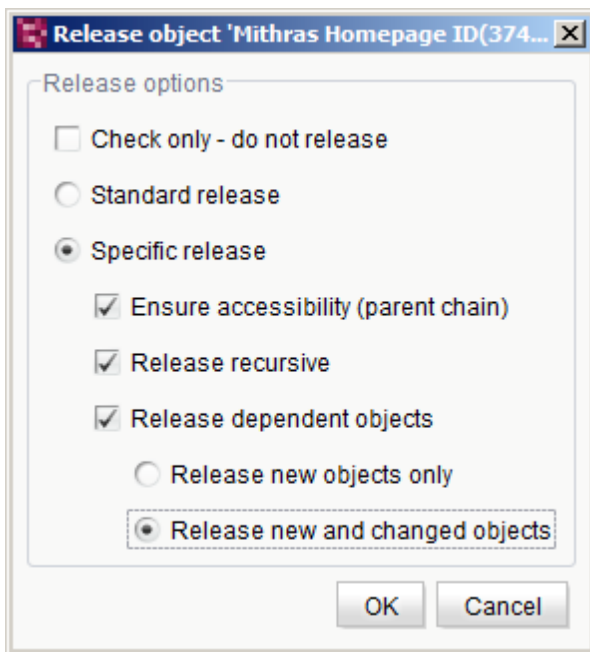 Release object 'Mithras Homepage ID(374...
Release options
Check only - do not release
Standard release
Specific release
Ensure accessibility (parent chain)
Release recursive
Release dependent objects
Release new objects only
Release new and changed objects
OK Cancel